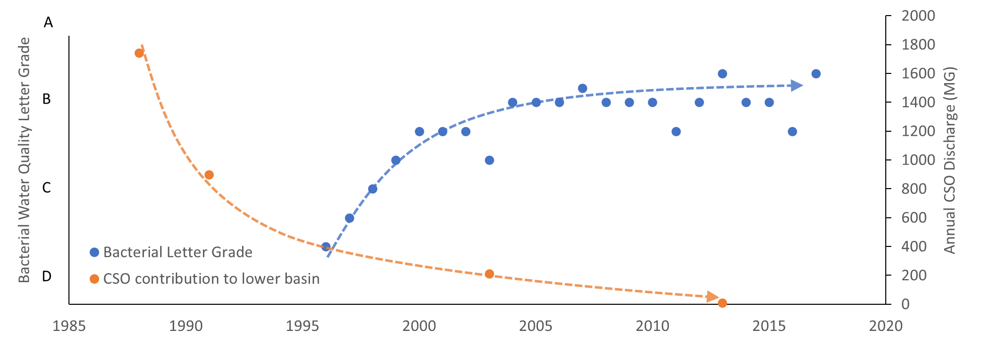 A
B
C
D
Bacterial Water Quality Letter Grade
Bacterial Letter Grade
CSO contribution to lower basin
2000
1800
1600
1400
1200
1000
800
600
400
200
0
Annual CSO Discharge (MG)
1985 1990 1995 2000 2005 2010 2015 2020